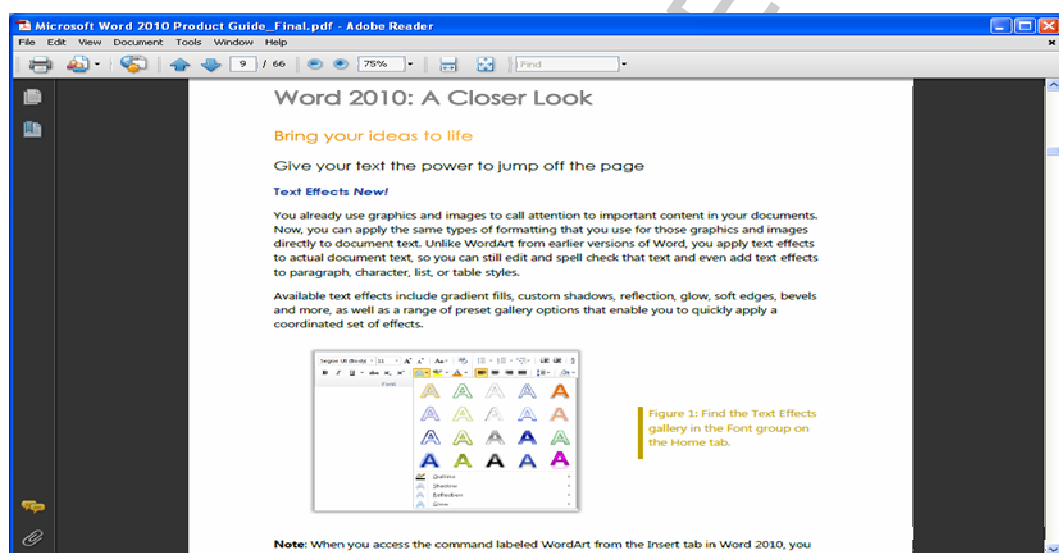 Microsoft Word 2010 Product Guide_Final.pdf - Adobe Reader
File Edit View Document Tools Window Help
9 / 66 75% Find
Word 2010: A Closer Look
Bring your ideas to life
Give your text the power to jump off the page
Text Effects New!
You already use graphics and images to call attention to important content in your documents.
Now, you can apply the same types of formatting that you use for those graphics and images
directly to document text. Unlike WordArt from earlier versions of Word, you apply text effects
to actual document text, so you can still edit and spell check that text and even add text effects
to paragraph, character, list, or table styles.
Available text effects include gradient fills, custom shadows, reflection, glow, soft edges, bevels
and more, as well as a range of preset gallery options that enable you to quickly apply a
coordinated set of effects.
Segoe UI (Body) 11
Font
A A A A A
A A A A A
A A A A A
A A A A A
Outline
Shadow
Reflection
Glow
Figure 1: Find the Text Effects
gallery in the Font group on
the Home tab.
Note: When you access the command labeled WordArt from the Insert tab in Word 2010, you